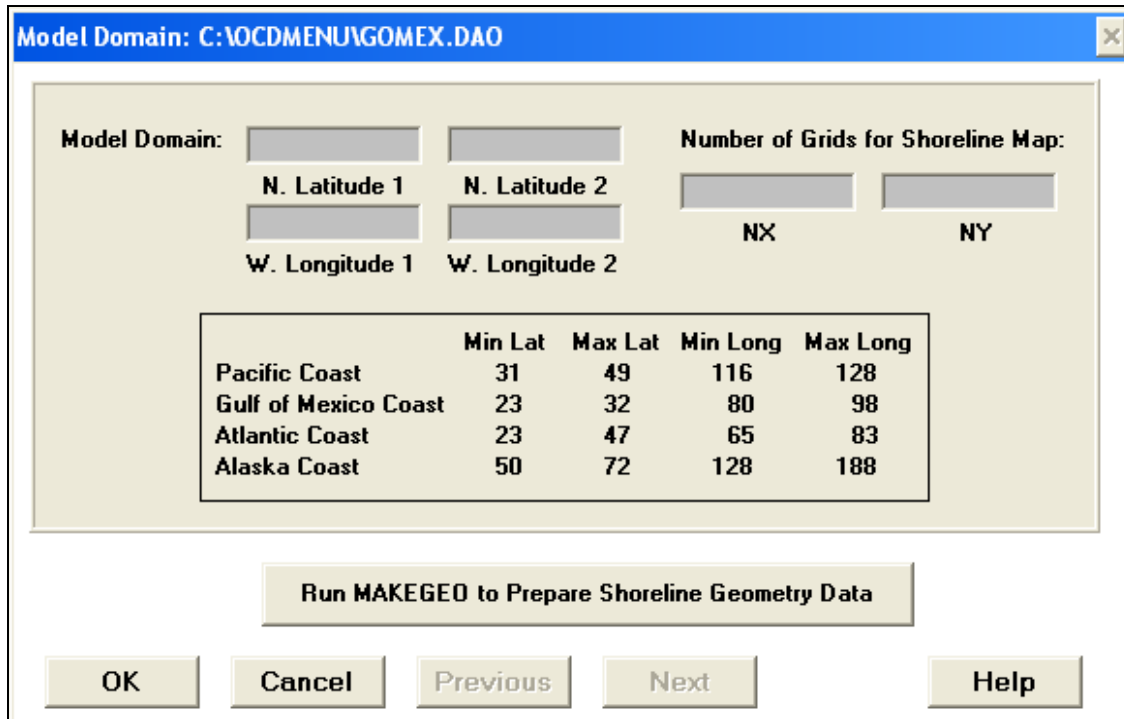 Model Domain: C:\OCDMENU\GOMEX.DAO
Model Domain:
N. Latitude 1 N. Latitude 2
W. Longitude 1 W. Longitude 2
Number of Grids for Shoreline Map:
NX NY
Min Lat Max Lat Min Long Max Long
Pacific Coast 31 49 116 128
Gulf of Mexico Coast 23 32 80 98
Atlantic Coast 23 47 65 83
Alaska Coast 50 72 128 188
Run MAKEGEO to Prepare Shoreline Geometry Data
OK Cancel Previous Next Help